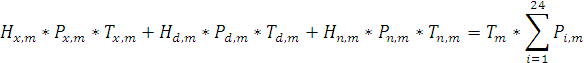 H_{x,m} * P_{x,m} * T_{x,m} + H_{d,m} * P_{d,m} * T_{d,m} + H_{n,m} * P_{n,m} * T_{n,m} = T_m * \sum_{i=1}^{24} P_{i,m}